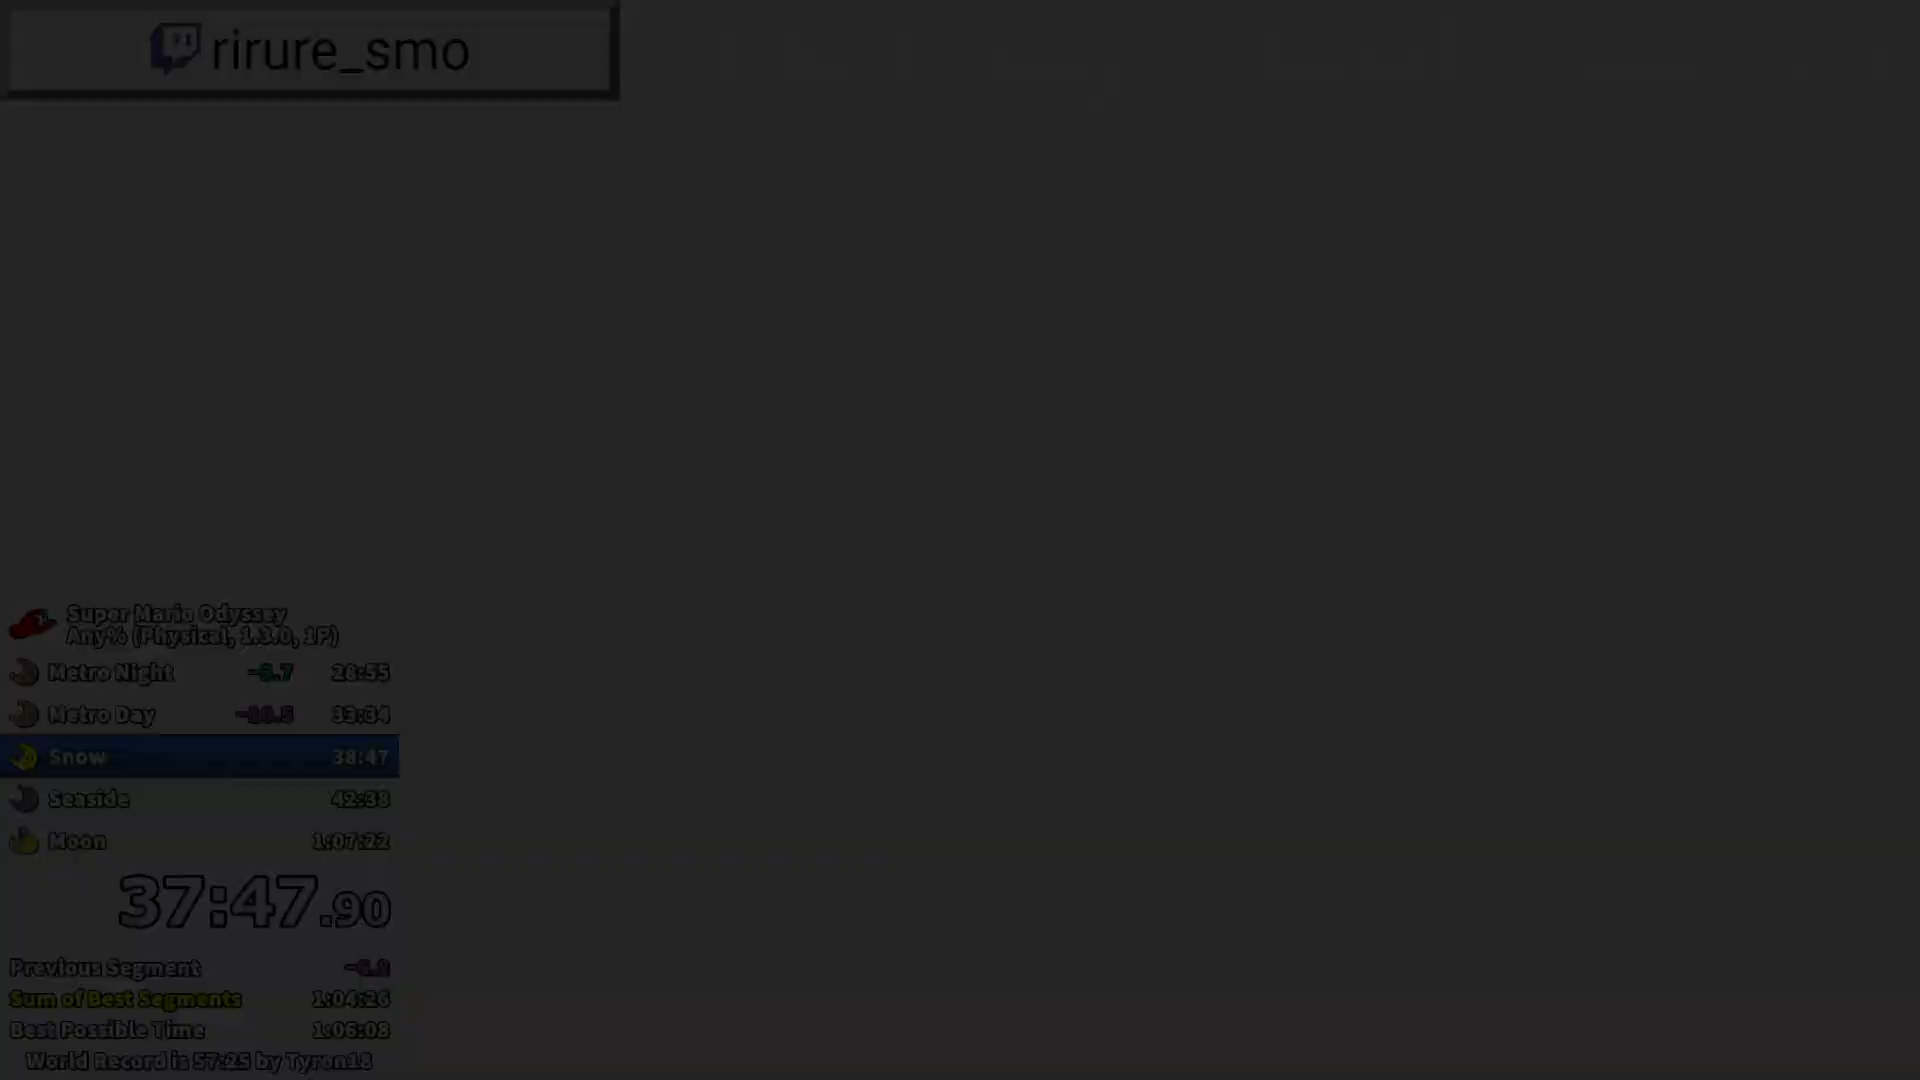 rirure_smo
Super Mario Odyssey
Any% (Physical, 1.3.0, 1P)
Metro Night 28:55
Metro Day 33:34
Snow 38:47
Seaside 42:38
Moon 1:07:22
37:47.90
Previous Segment
Sum of Best Segments 1:04:26
Best Possible Time 1:06:08
World Record is 57:25 by Tyron18